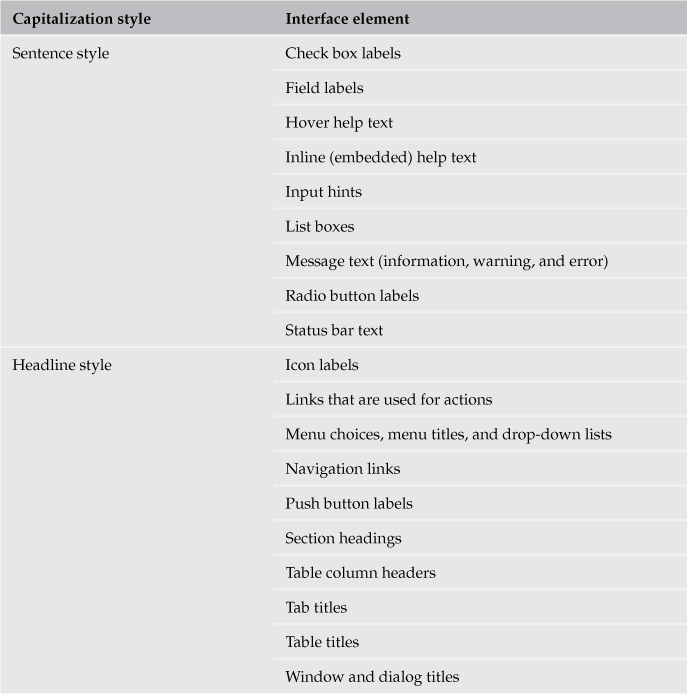 Capitalization style Interface element
Sentence style Check box labels
Field labels
Hover help text
Inline (embedded) help text
Input hints
List boxes
Message text (information, warning, and error)
Radio button labels
Status bar text
Headline style Icon labels
Links that are used for actions
Menu choices, menu titles, and drop-down lists
Navigation links
Push button labels
Section headings
Table column headers
Tab titles
Table titles
Window and dialog titles